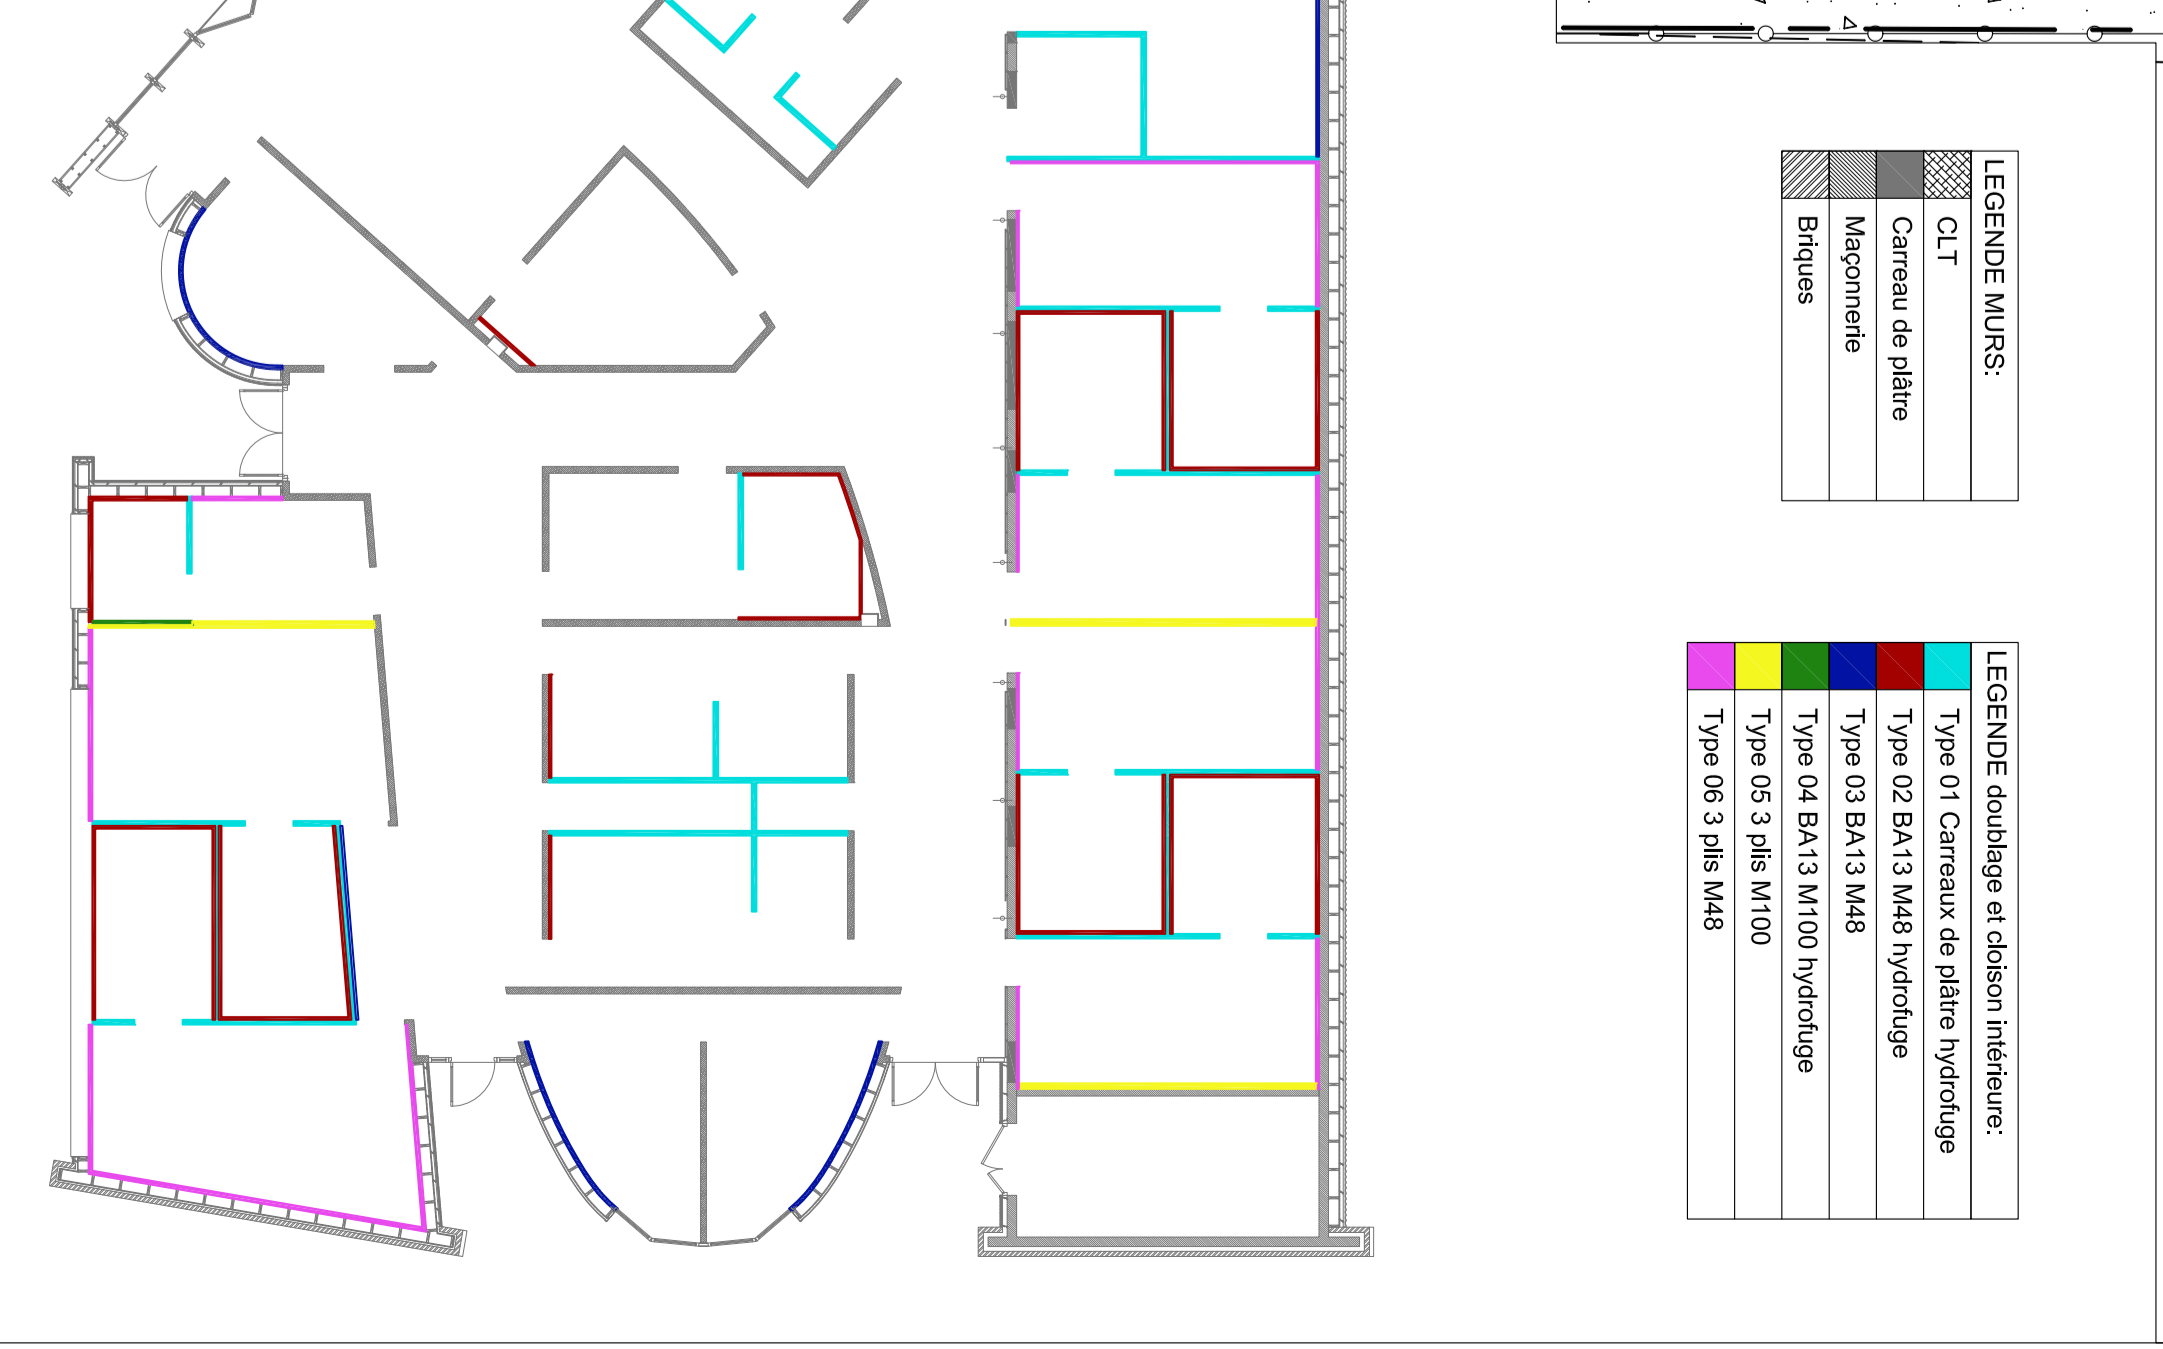 LEGENDE MURS:
CLT
Carreau de plâtre
Maçonnerie
Briques
LEGENDE doublage et cloison intérieure:
Type 01 Carreaux de plâtre hydrofuge
Type 02 BA13 M48 hydrofuge
Type 03 BA13 M48
Type 04 BA13 M100 hydrofuge
Type 05 3 plis M100
Type 06 3 plis M48